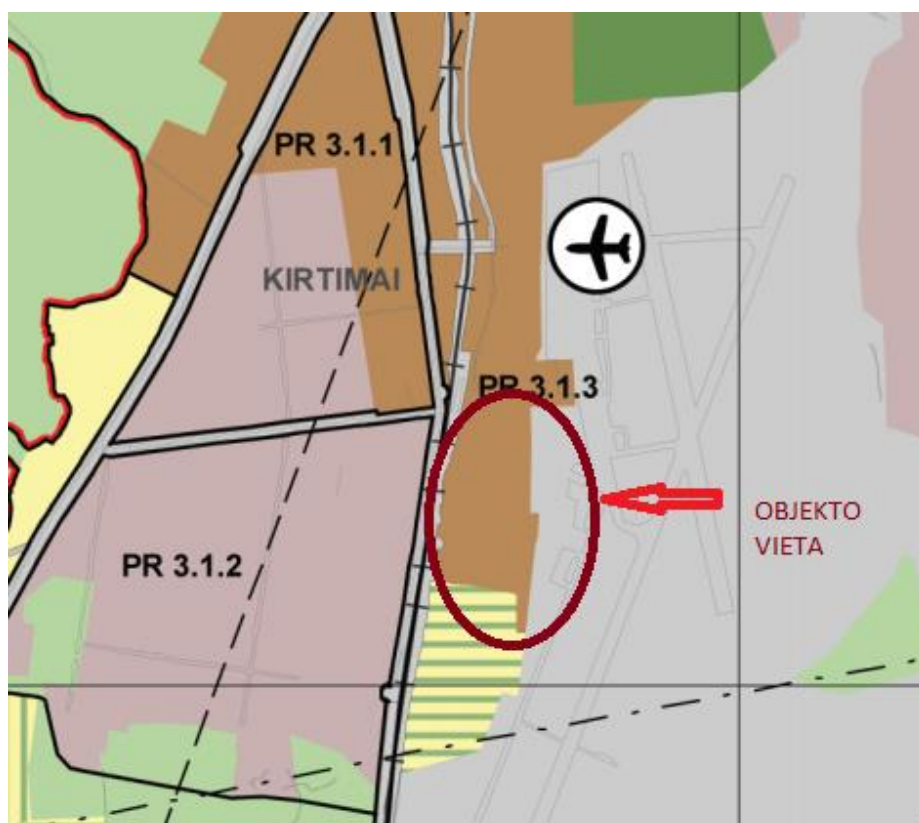 PR 3.1.1
KIRTIMAI
PR 3.1.3
OBJEKTO
VIETA
PR 3.1.2